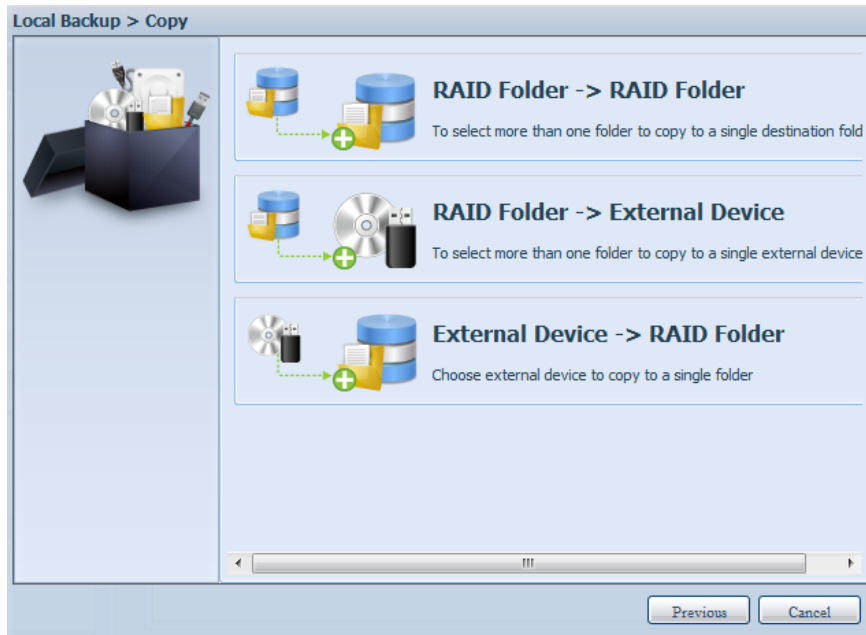 Local Backup > Copy
RAID Folder -> RAID Folder
To select more than one folder to copy to a single destination fold
RAID Folder -> External Device
To select more than one folder to copy to a single external device
External Device -> RAID Folder
Choose external device to copy to a single folder
Previous
Cancel